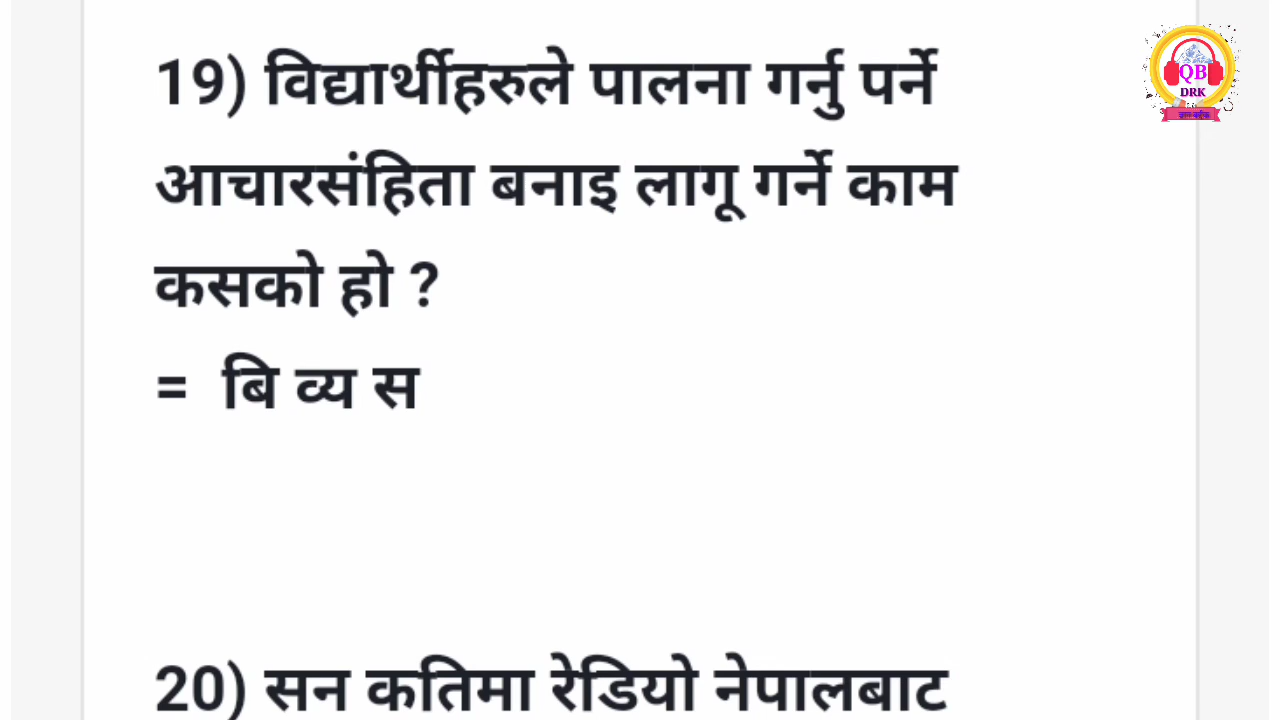 19) विद्यार्थीहरुले पालना गर्नु पर्ने
आचारसंहिता बनाइ लागू गर्ने काम
कसको हो ?
= बि व्य स
20) सन कतिमा रेडियो नेपालबाट
QB
DRK